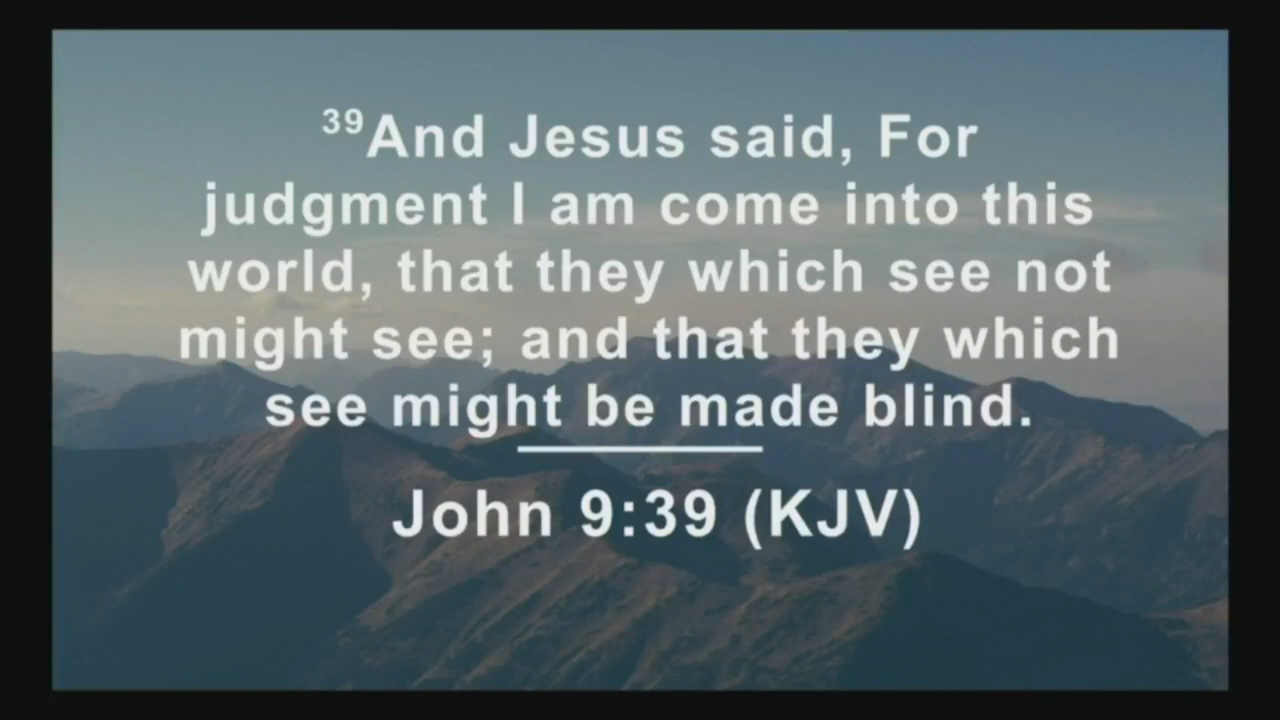 39And Jesus said, For
judgment I am come into this
world, that they which see not
might see; and that they which
see might be made blind.
John 9:39 (KJV)